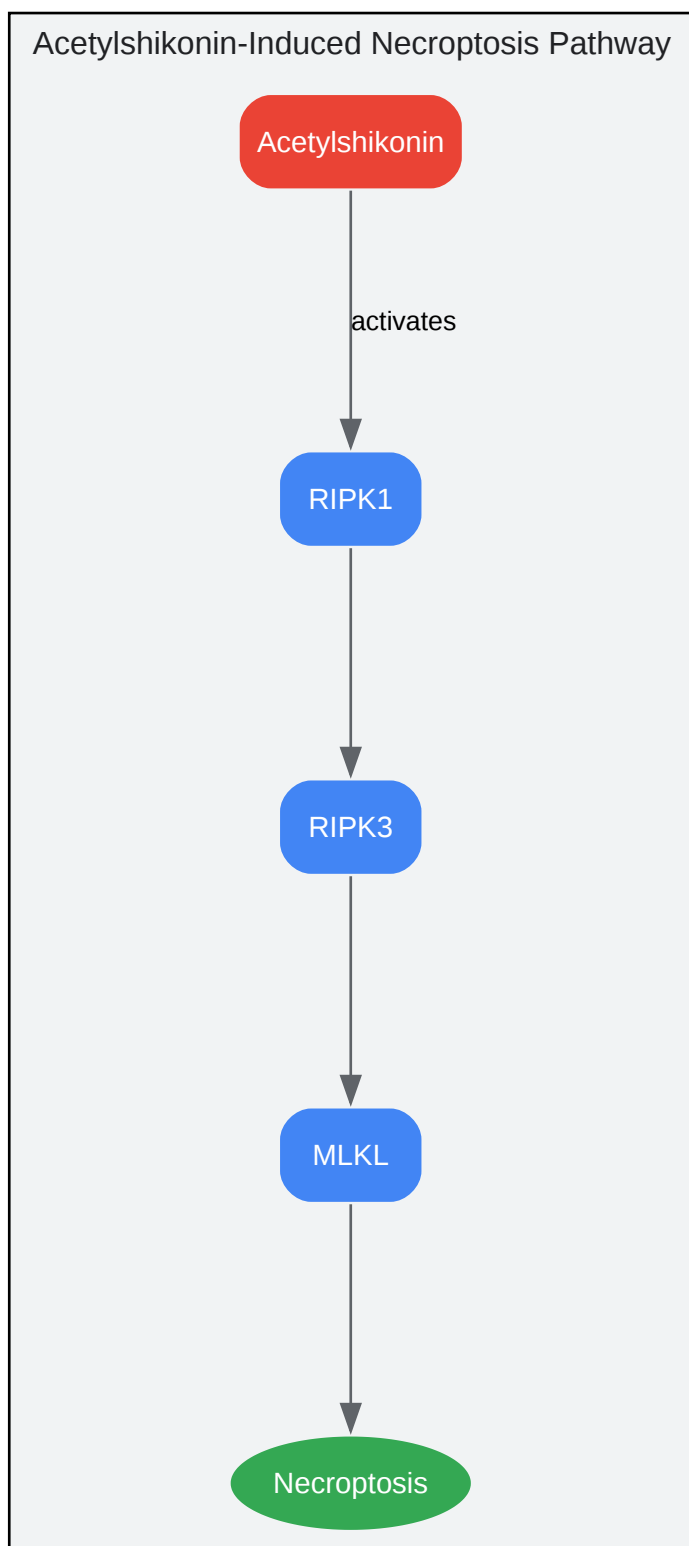 Acetylshikonin-Induced Necroptosis Pathway
Acetylshikonin
activates
RIPK1
RIPK3
MLKL
Necroptosis